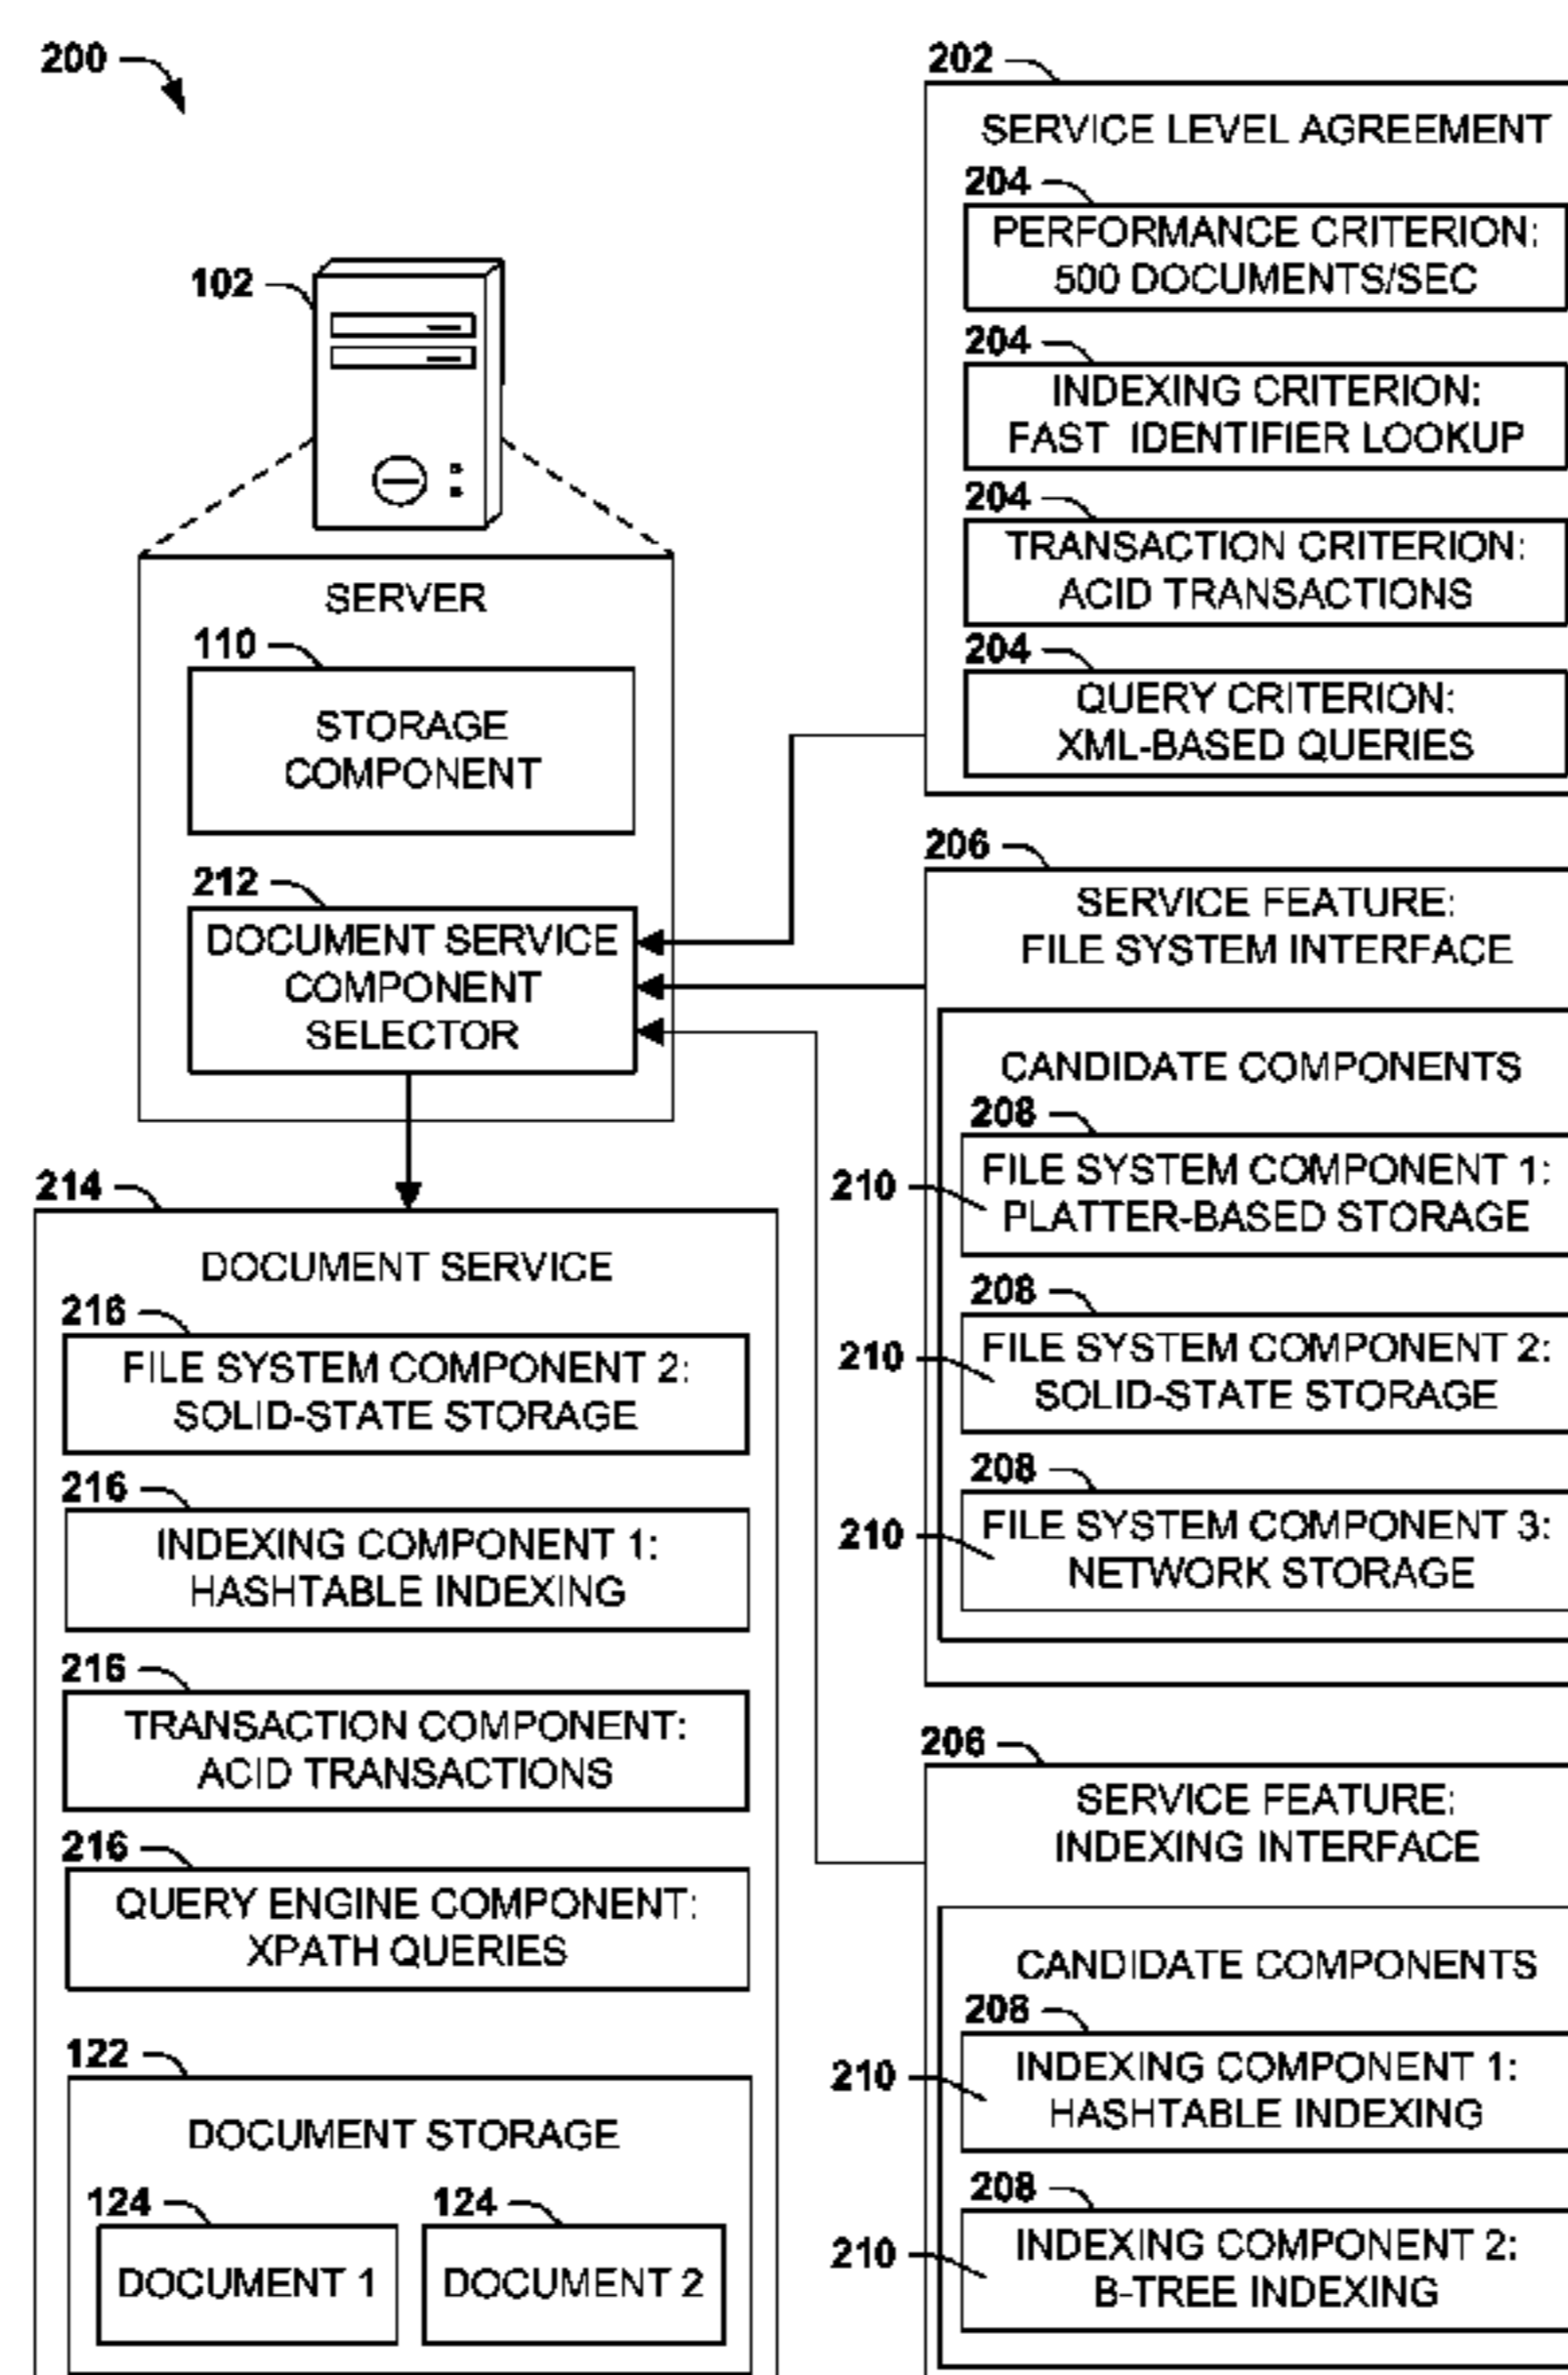 200
102
SERVER
110
STORAGE
COMPONENT
212
DOCUMENT SERVICE
COMPONENT
SELECTOR
214
DOCUMENT SERVICE
216
FILE SYSTEM COMPONENT 2:
SOLID-STATE STORAGE
216
INDEXING COMPONENT 1:
HASHTABLE INDEXING
216
TRANSACTION COMPONENT:
ACID TRANSACTIONS
216
QUERY ENGINE COMPONENT:
XPATH QUERIES
122
DOCUMENT STORAGE
124
DOCUMENT 1
124
DOCUMENT 2
202
SERVICE LEVEL AGREEMENT
204
PERFORMANCE CRITERION:
500 DOCUMENTS/SEC
204
INDEXING CRITERION:
FAST IDENTIFIER LOOKUP
204
TRANSACTION CRITERION:
ACID TRANSACTIONS
204
QUERY CRITERION:
XML-BASED QUERIES
206
SERVICE FEATURE:
FILE SYSTEM INTERFACE
CANDIDATE COMPONENTS
208
210
FILE SYSTEM COMPONENT 1:
PLATTER-BASED STORAGE
208
210
FILE SYSTEM COMPONENT 2:
SOLID-STATE STORAGE
208
210
FILE SYSTEM COMPONENT 3:
NETWORK STORAGE
206
SERVICE FEATURE:
INDEXING INTERFACE
CANDIDATE COMPONENTS
208
210
INDEXING COMPONENT 1:
HASHTABLE INDEXING
208
210
INDEXING COMPONENT 2:
B-TREE INDEXING